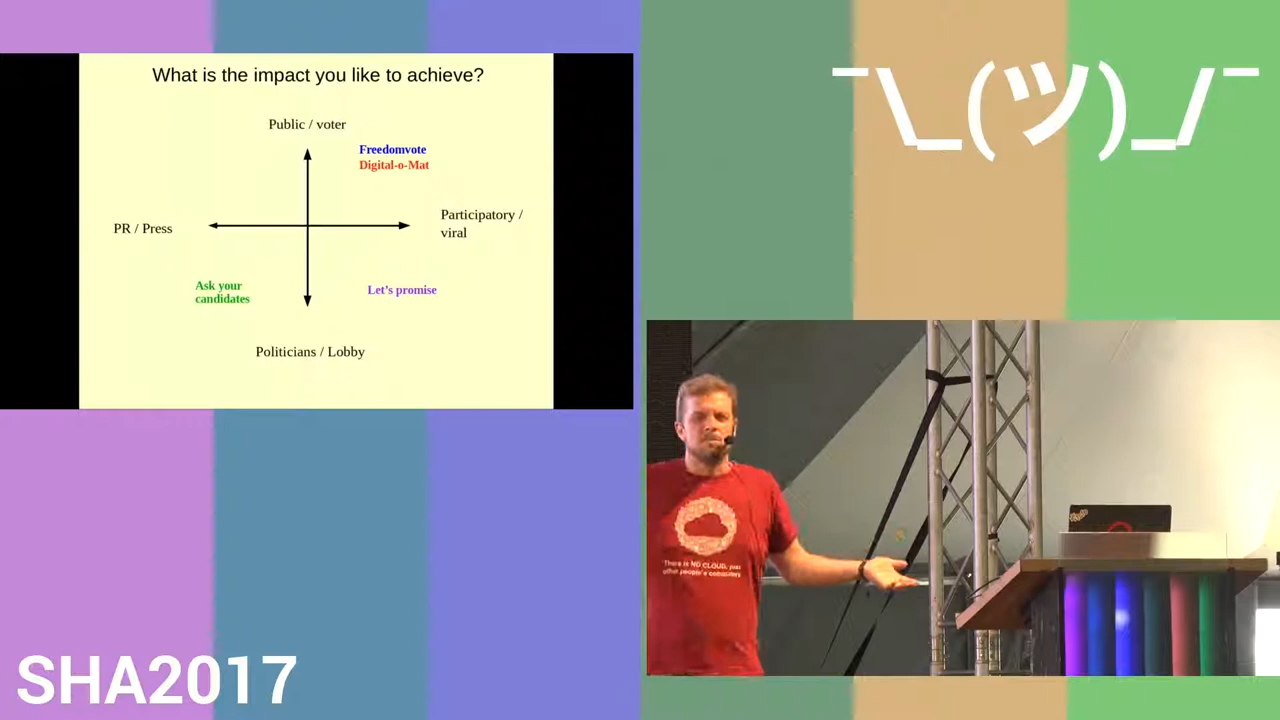 What is the impact you like to achieve?
Public / voter
Freedomvote
Digital-o-Mat
PR / Press
Participatory /
viral
Ask your
candidates
Let's promise
Politicians / Lobby
¯\_(ツ)_/¯
There is NO CLOUD, just
other people's computers
SHA2017